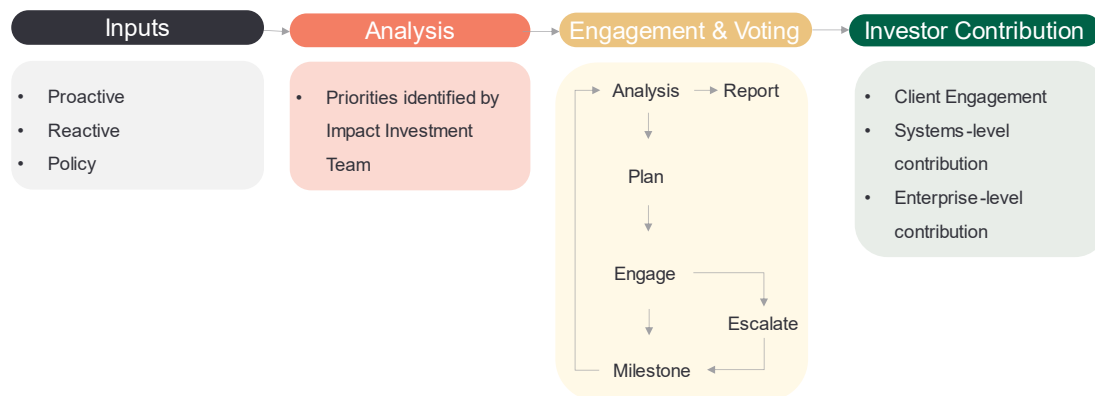 Inputs
Analysis
Engagement & Voting
Investor Contribution
• Proactive
• Reactive
• Policy
• Priorities identified by
Impact Investment
Team
Analysis
Report
Plan
Engage
Escalate
Milestone
• Client Engagement
• Systems-level
contribution
• Enterprise-level
contribution